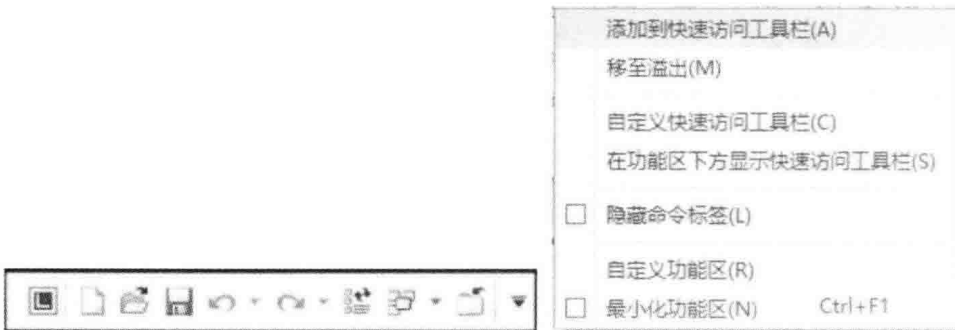 添加到快速访问工具栏(A)
移至溢出(M)
自定义快速访问工具栏(C)
在功能区下方显示快速访问工具栏(S)
隐藏命令标签(L)
自定义功能区(R)
最小化功能区(N) Ctrl+F1